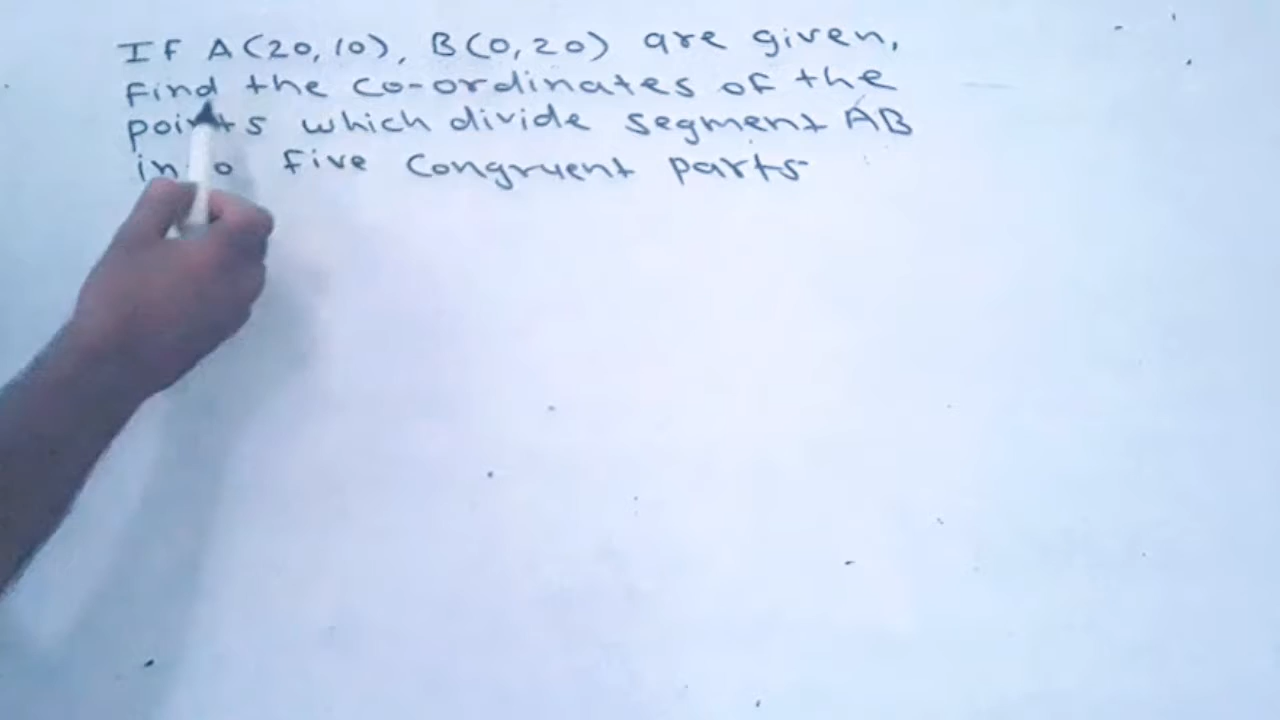 IF A(20,10), B(0,20) are given,
Find the co-ordinates of the
points which divide segment AB
into five congruent parts